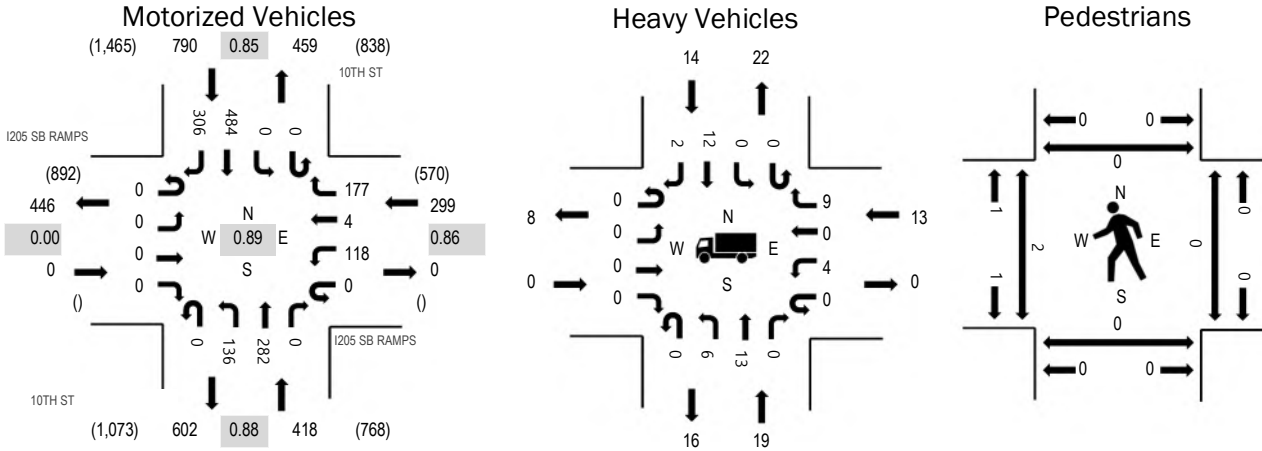 Motorized Vehicles
(1,465) 790 0.85 459 (838)
10TH ST
I205 SB RAMPS
306 484 0 0
(892)
446
0.00
0
()
0
0
0
0
N
W 0.89 E
S
177
4
118
0
(570)
299
0.86
0
()
0 136 282 0
I205 SB RAMPS
10TH ST
(1,073) 602 0.88 418 (768)
Heavy Vehicles
14 22
2 12 0 0
8
0
0
0
0
0
N
W E
S
9
0
4
0
13
0
0 6 13 0
16 19
Pedestrians
0 0
0
1
1
2
N
W E
S
0
0
0
0
0 0